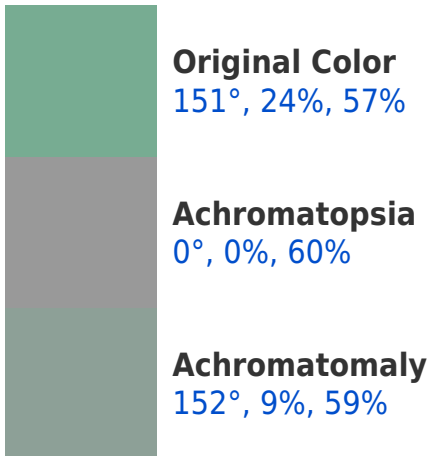 Original Color
151°, 24%, 57%
Achromatopsia
0°, 0%, 60%
Achromatomaly
152°, 9%, 59%